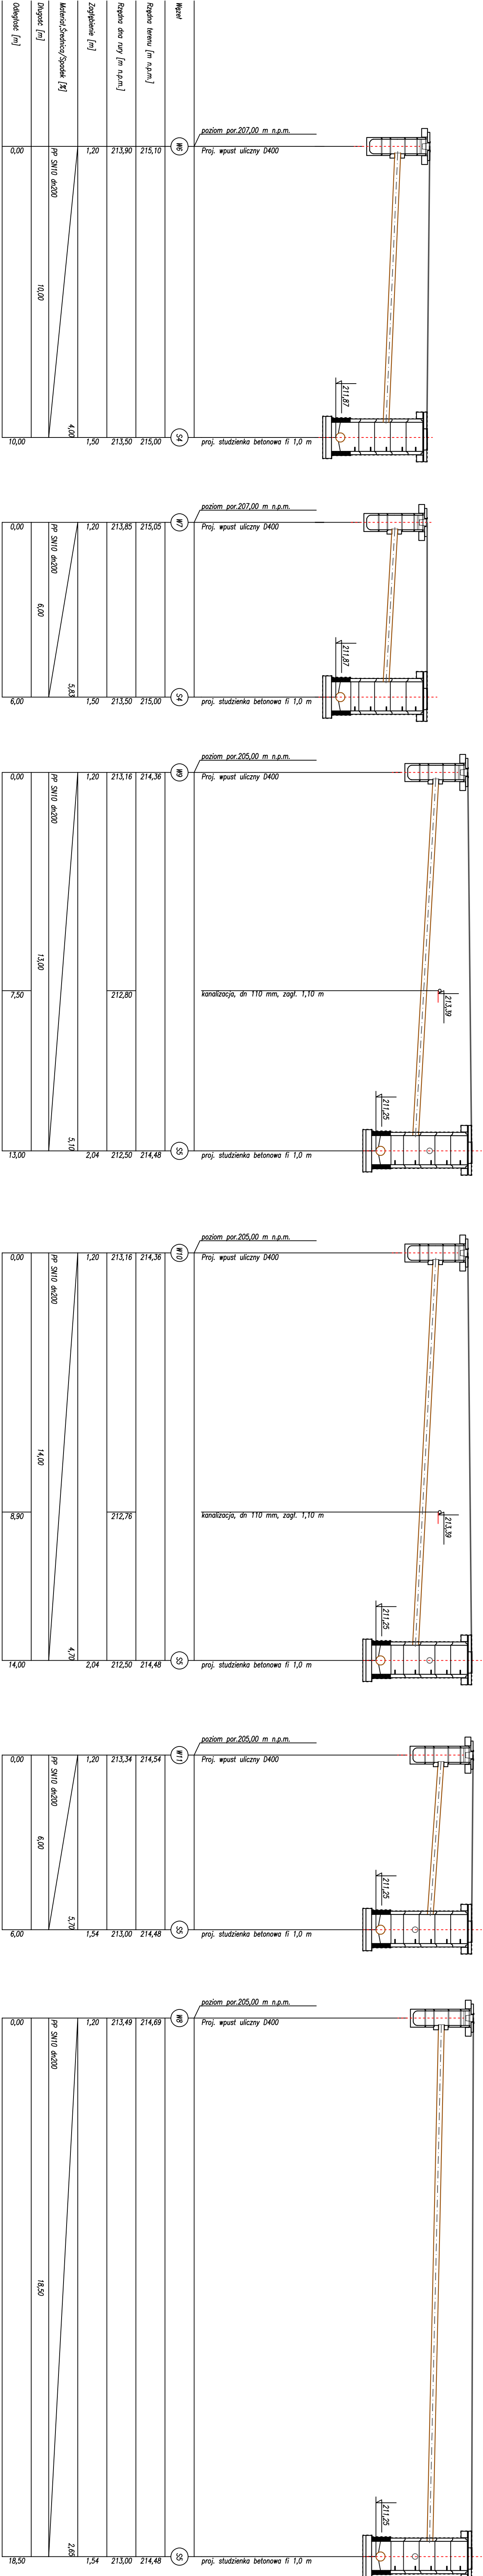 Węzeł
Rzędna terenu [m n.p.m.]
Rzędna dna rury [m n.p.m.]
Zagłębienie [m]
Materiał,Średnica/Spadek [%]
Długość [m]
Odległość [m]
poziom por.207,00 m n.p.m.
Proj. wpust uliczny D400
W6
215,10
213,90
1,20
PP SN10 dn200
0,00
10,00
4,00
211,87
proj. studzienka betonowa fi 1,0 m
S4
215,00
213,50
1,50
10,00
poziom por.207,00 m n.p.m.
Proj. wpust uliczny D400
W7
215,05
213,85
1,20
PP SN10 dn200
0,00
6,00
5,83
211,87
proj. studzienka betonowa fi 1,0 m
S4
215,00
213,50
1,50
6,00
poziom por.205,00 m n.p.m.
Proj. wpust uliczny D400
W9
214,36
213,16
1,20
PP SN10 dn200
0,00
13,00
213,39
kanalizacja, dn 110 mm, zagł. 1,10 m
212,80
7,50
5,10
211,25
proj. studzienka betonowa fi 1,0 m
S5
214,48
212,50
2,04
13,00
poziom por.205,00 m n.p.m.
Proj. wpust uliczny D400
W10
214,36
213,16
1,20
PP SN10 dn200
0,00
14,00
213,39
kanalizacja, dn 110 mm, zagł. 1,10 m
212,76
8,90
4,70
211,25
proj. studzienka betonowa fi 1,0 m
S5
214,48
212,50
2,04
14,00
poziom por.205,00 m n.p.m.
Proj. wpust uliczny D400
W11
214,54
213,34
1,20
PP SN10 dn200
0,00
6,00
5,70
211,25
proj. studzienka betonowa fi 1,0 m
S5
214,48
213,00
1,54
6,00
poziom por.205,00 m n.p.m.
Proj. wpust uliczny D400
W8
214,69
213,49
1,20
PP SN10 dn200
0,00
18,50
2,65
211,25
proj. studzienka betonowa fi 1,0 m
S5
214,48
213,00
1,54
18,50